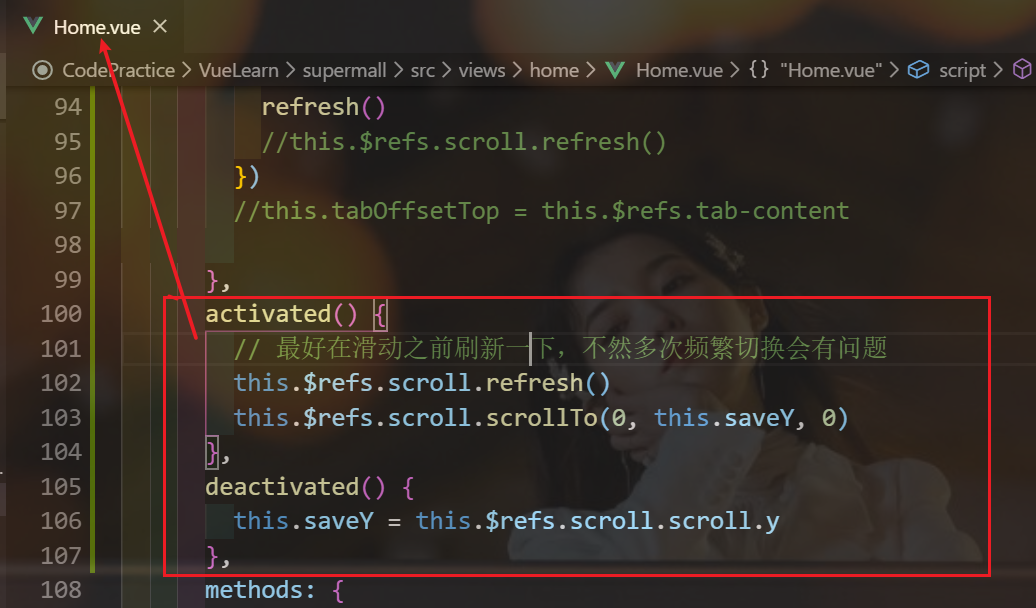 Home.vue ×
CodePractice > VueLearn > supermall > src > views > home > Home.vue > {} "Home.vue" > script >
94 refresh()
95 //this.$refs.scroll.refresh()
96 })
97 //this.tabOffsetTop = this.$refs.tab-content
98
99 },
100 activated() {
101 // 最好在滑动之前刷新一下，不然多次频繁切换会有问题
102 this.$refs.scroll.refresh()
103 this.$refs.scroll.scrollTo(0, this.saveY, 0)
104 },
105 deactivated() {
106 this.saveY = this.$refs.scroll.scroll.y
107 },
108 methods: {